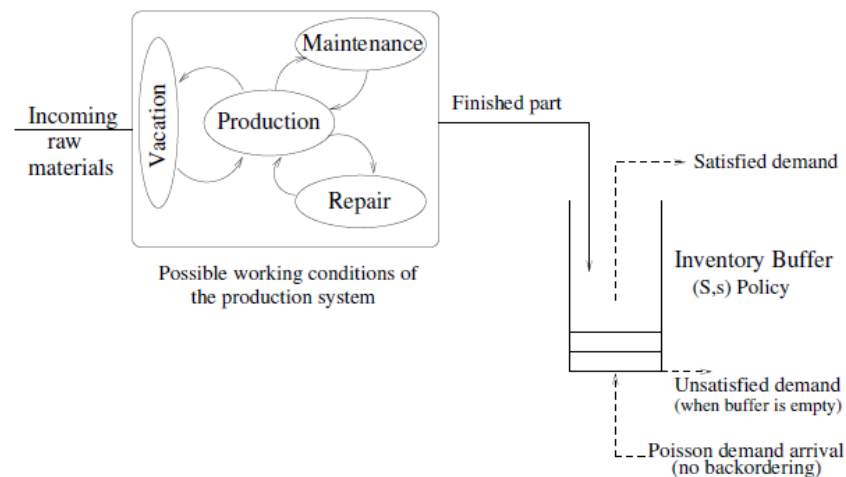 Maintenance
Vacation
Production
Repair
Incoming
raw
materials
Finished part
Possible working conditions of
the production system
Satisfied demand
Inventory Buffer
(S,s) Policy
Unsatisfied demand
(when buffer is empty)
Poisson demand arrival
(no backordering)